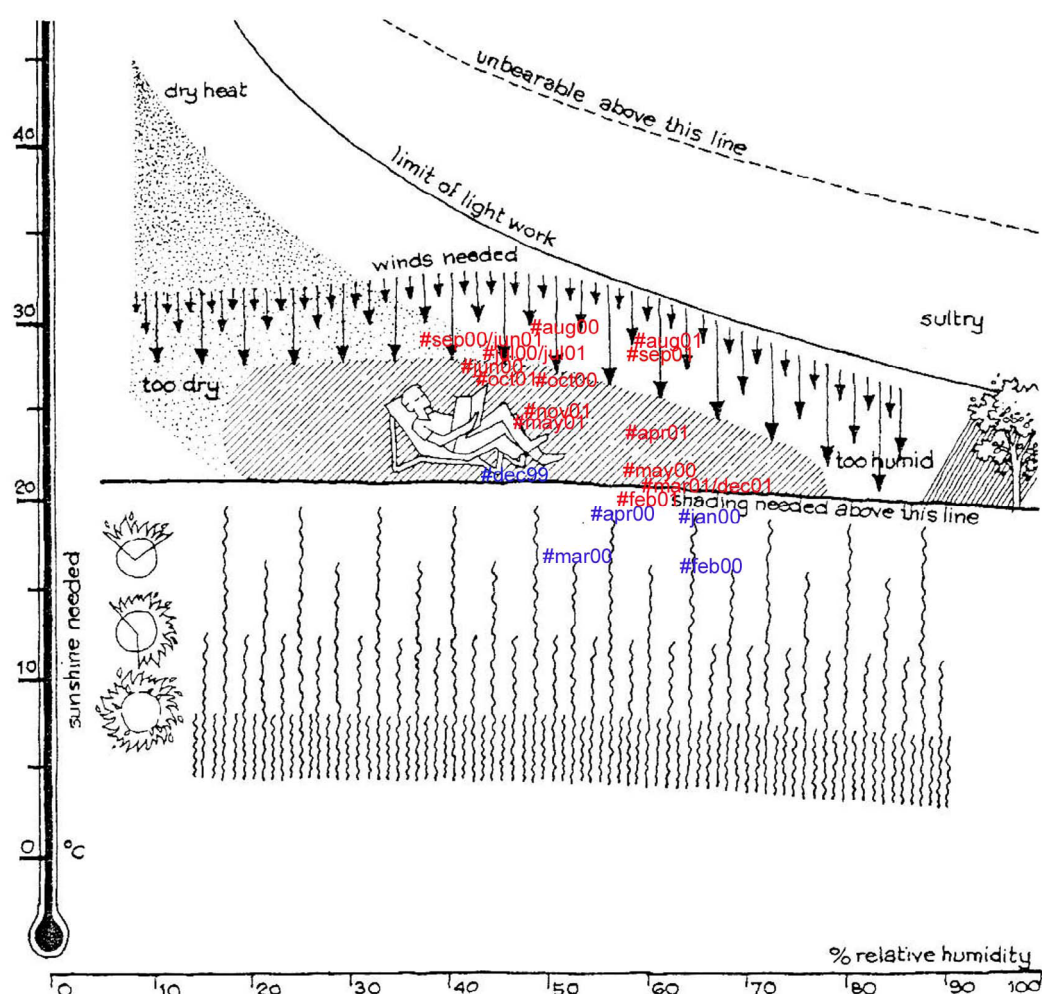 unbearable above this line
dry heat
40
limit of light work
winds needed
30
sultry
#aug00
#sep00/jun01
#aug01
#jul00/jul01
#sep01
#jun00
#oct01
#oct00
too dry
#nov01
#may01
#apr01
too humid
#may00
#dec99
#mar01/dec01
20
#feb01
shading needed above this line
#apr00
#jan00
#mar00
#feb00
sunshine needed
10
0
°C
% relative humidity
0 10 20 30 40 50 60 70 80 90 100